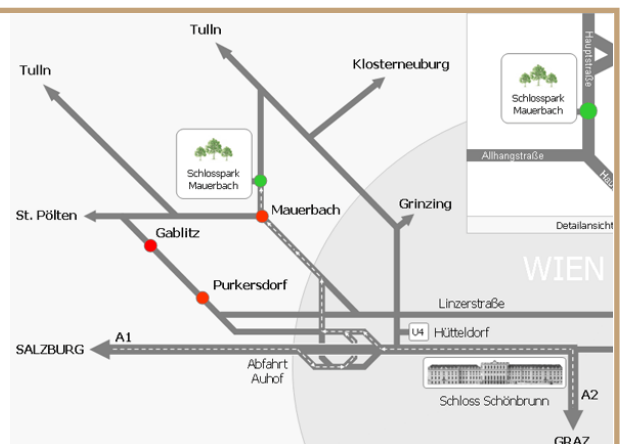 Tulln
Tulln
Klosterneuburg
Schlosspark
Mauerbach
Hauptstraße
Schlosspark
Mauerbach
Allhangstraße
Detailansicht
St. Pölten
Mauerbach
Grinzing
Gablitz
Purkersdorf
WIEN
Linzerstraße
U4 Hütteldorf
SALZBURG
A1
Abfahrt
Auhof
Schloss Schönbrunn
A2
GRAZ